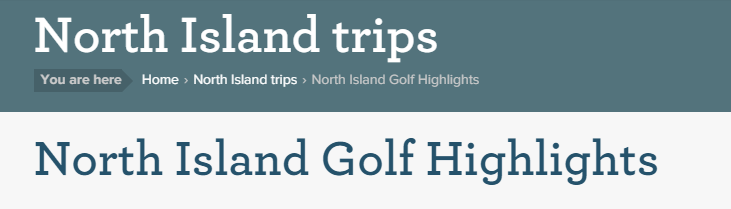 North Island trips
You are here Home › North Island trips › North Island Golf Highlights
North Island Golf Highlights